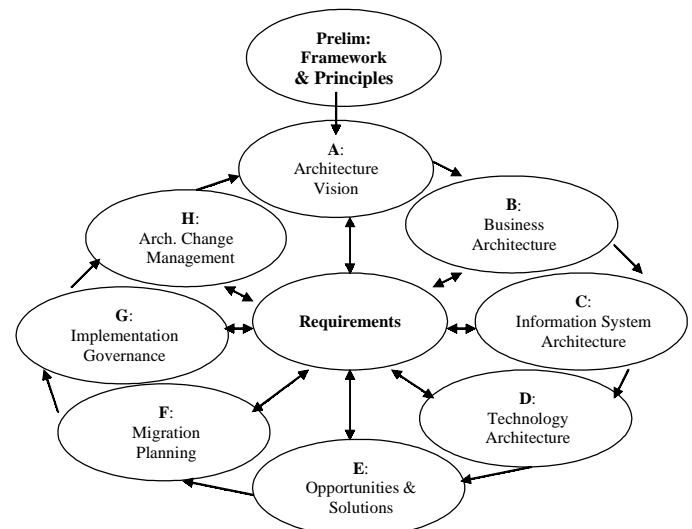 Prelim:
Framework
& Principles
A:
Architecture
Vision
B:
Business
Architecture
H:
Arch. Change
Management
C:
Information System
Architecture
Requirements
G:
Implementation
Governance
D:
Technology
Architecture
F:
Migration
Planning
E:
Opportunities &
Solutions